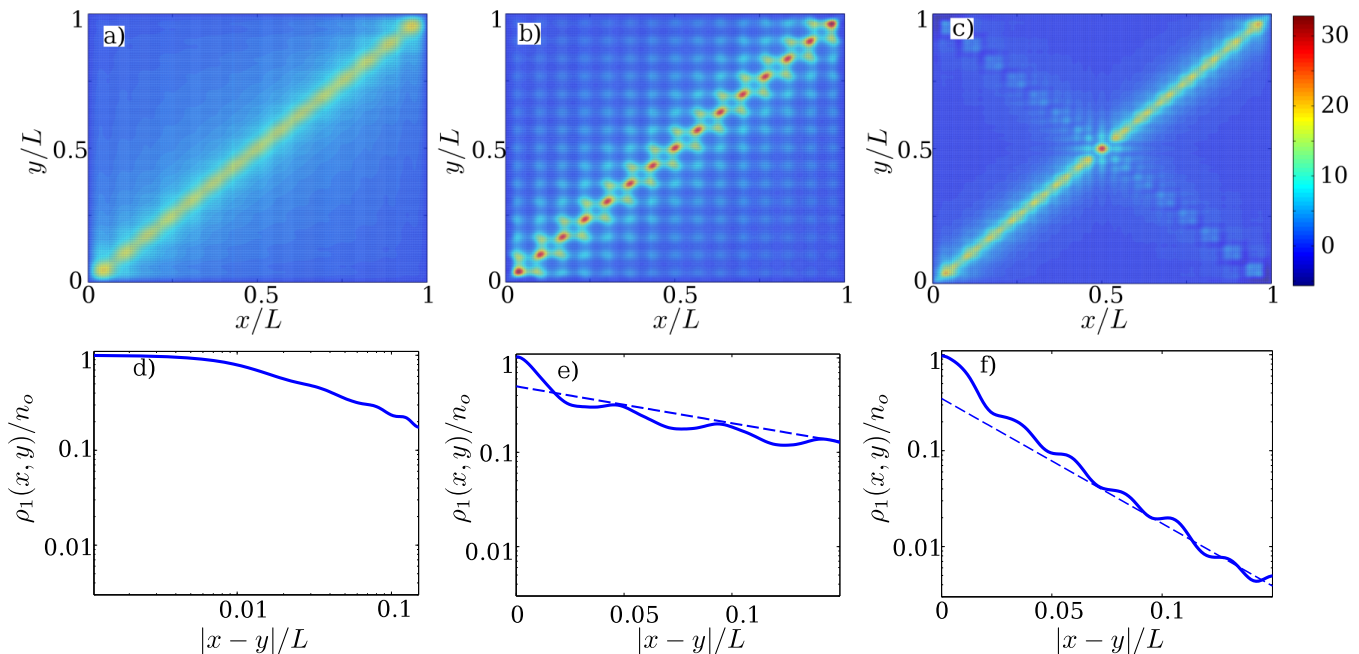 a)
b)
c)
1
0.5
0
y/L
0
0.5
1
x/L
1
0.5
0
y/L
0
0.5
1
x/L
1
0.5
0
y/L
0
0.5
1
x/L
30
20
10
0
d)
1
0.1
0.01
ρ₁(x, y)/nₒ
0.01
0.1
|x − y|/L
e)
1
0.1
0.01
ρ₁(x, y)/nₒ
0
0.05
0.1
|x − y|/L
f)
1
0.1
0.01
ρ₁(x, y)/nₒ
0
0.05
0.1
|x − y|/L